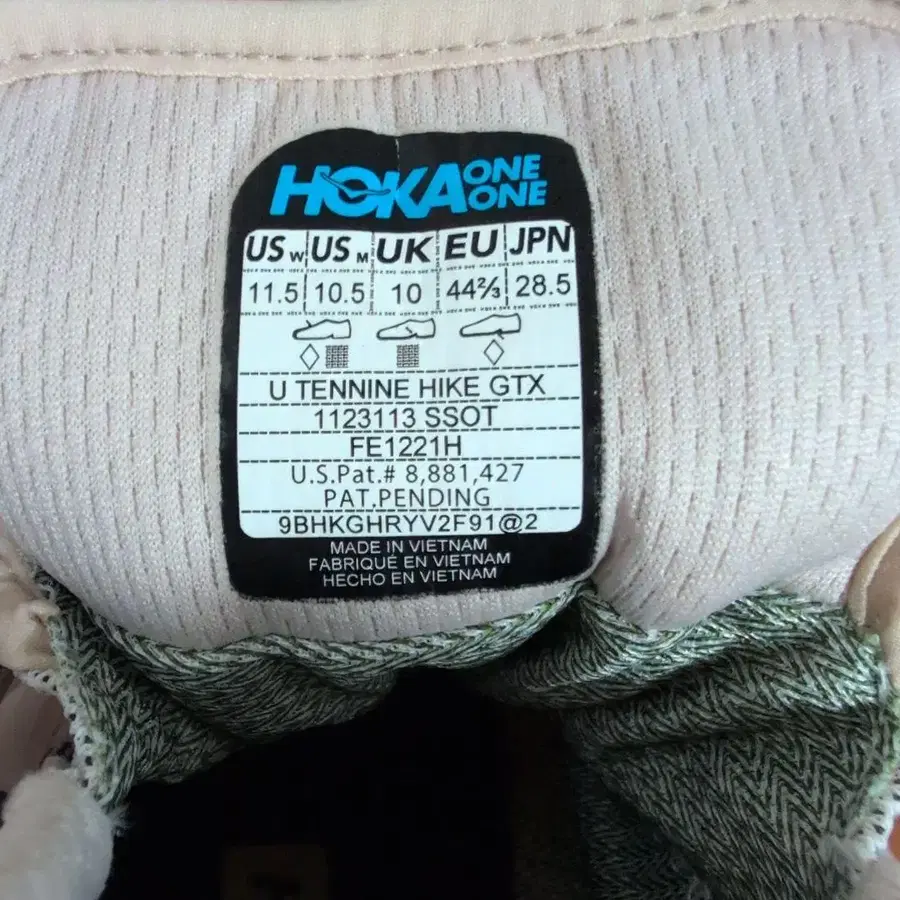 HOKA ONE ONE
US W US M UK EU JPN
11.5 10.5 10 44⅔ 28.5
U TENNINE HIKE GTX
1123113 SSOT
FE1221H
U.S.Pat.# 8,881,427
PAT.PENDING
9BHKGHRYV2F91@2
MADE IN VIETNAM
FABRIQUÉ EN VIETNAM
HECHO EN VIETNAM